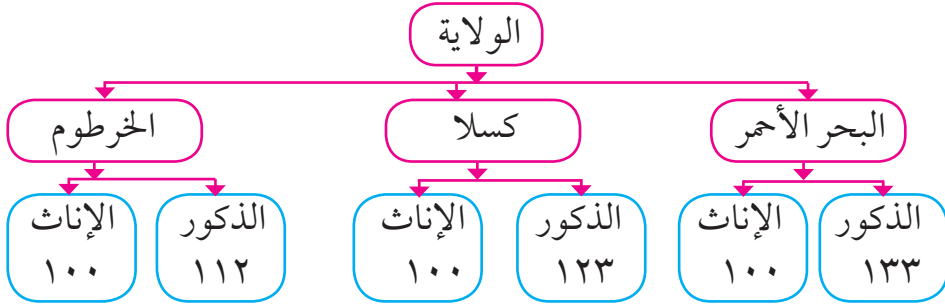 الولاية
البحر الأحمر
كسلا
الخرطوم
الذكور
١٣٣
الإناث
١٠٠
الذكور
١٢٣
الإناث
١٠٠
الذكور
١١٢
الإناث
١٠٠